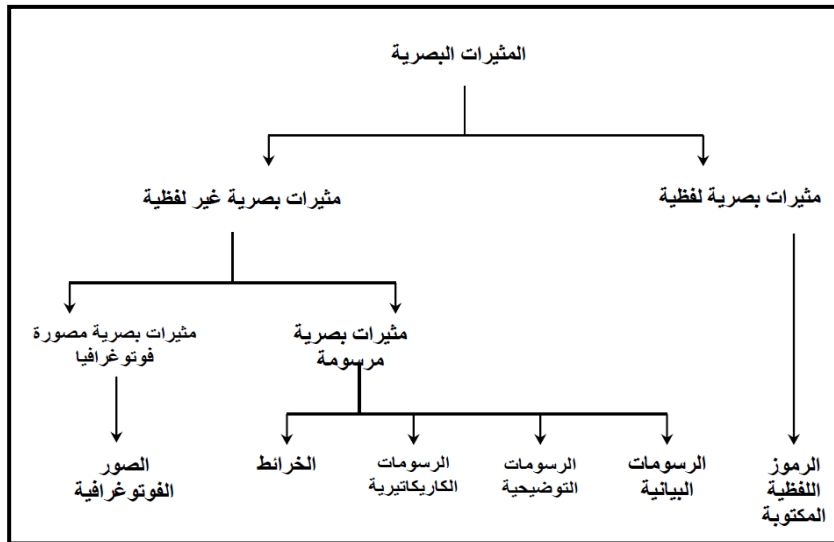 المثيرات البصرية
مثيرات بصرية لفظية
مثيرات بصرية غير لفظية
مثيرات بصرية
مرسومة
مثيرات بصرية مصورة
فوتوغرافيا
الرموز
اللفظية
المكتوبة
الرسومات
البيانية
الرسومات
التوضيحية
الرسومات
الكاريكاتيرية
الخرائط
الصور
الفوتوغرافية